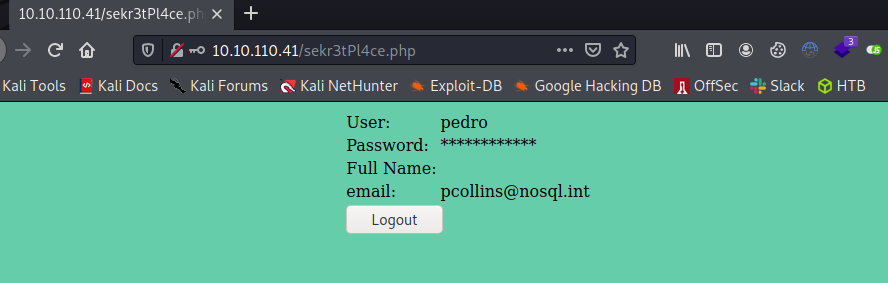 10.10.110.41/sekr3tPl4ce.ph
10.10.110.41/sekr3tPl4ce.php
3
Kali Tools Kali Docs Kali Forums Kali NetHunter Exploit-DB Google Hacking DB OffSec Slack HTB
User: pedro
Password: ************
Full Name:
email: pcollins@nosql.int
Logout